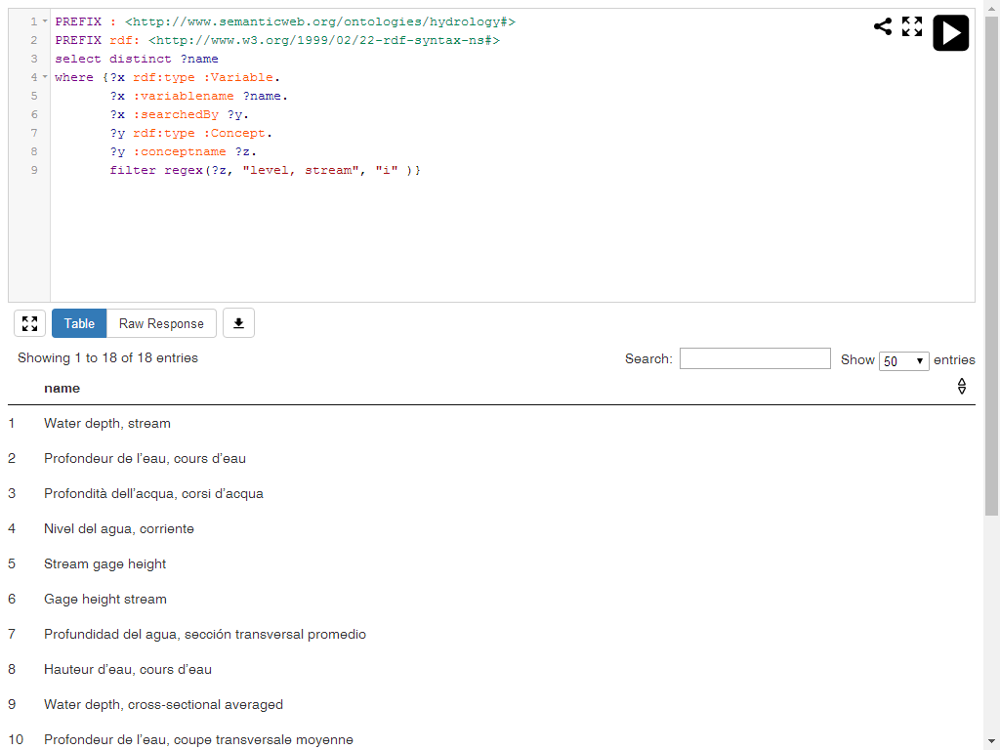 1 PREFIX : <http://www.semanticweb.org/ontologies/hydrology#>
2 PREFIX rdf: <http://www.w3.org/1999/02/22-rdf-syntax-ns#>
3 select distinct ?name
4 where {?x rdf:type :Variable.
5 ?x :variablename ?name.
6 ?x :searchedBy ?y.
7 ?y rdf:type :Concept.
8 ?y :conceptname ?z.
9 filter regex(?z, "level, stream", "i" )}
Table Raw Response
Showing 1 to 18 of 18 entries Search: Show 50 entries
name
1 Water depth, stream
2 Profondeur de l'eau, cours d'eau
3 Profondità dell'acqua, corsi d'acqua
4 Nivel del agua, corriente
5 Stream gage height
6 Gage height stream
7 Profundidad del agua, sección transversal promedio
8 Hauteur d'eau, cours d'eau
9 Water depth, cross-sectional averaged
10 Profondeur de l'eau, coupe transversale moyenne